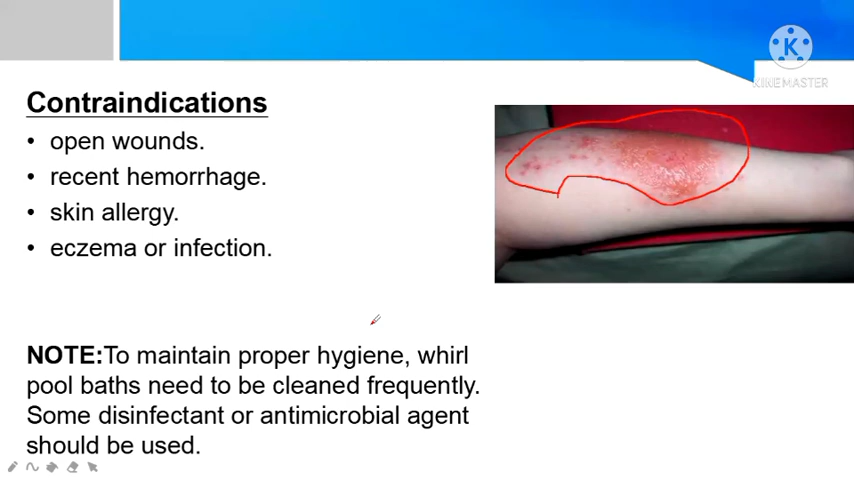 K
KINEMASTER
Contraindications
• open wounds.
• recent hemorrhage.
• skin allergy.
• eczema or infection.
NOTE:To maintain proper hygiene, whirl
pool baths need to be cleaned frequently.
Some disinfectant or antimicrobial agent
should be used.